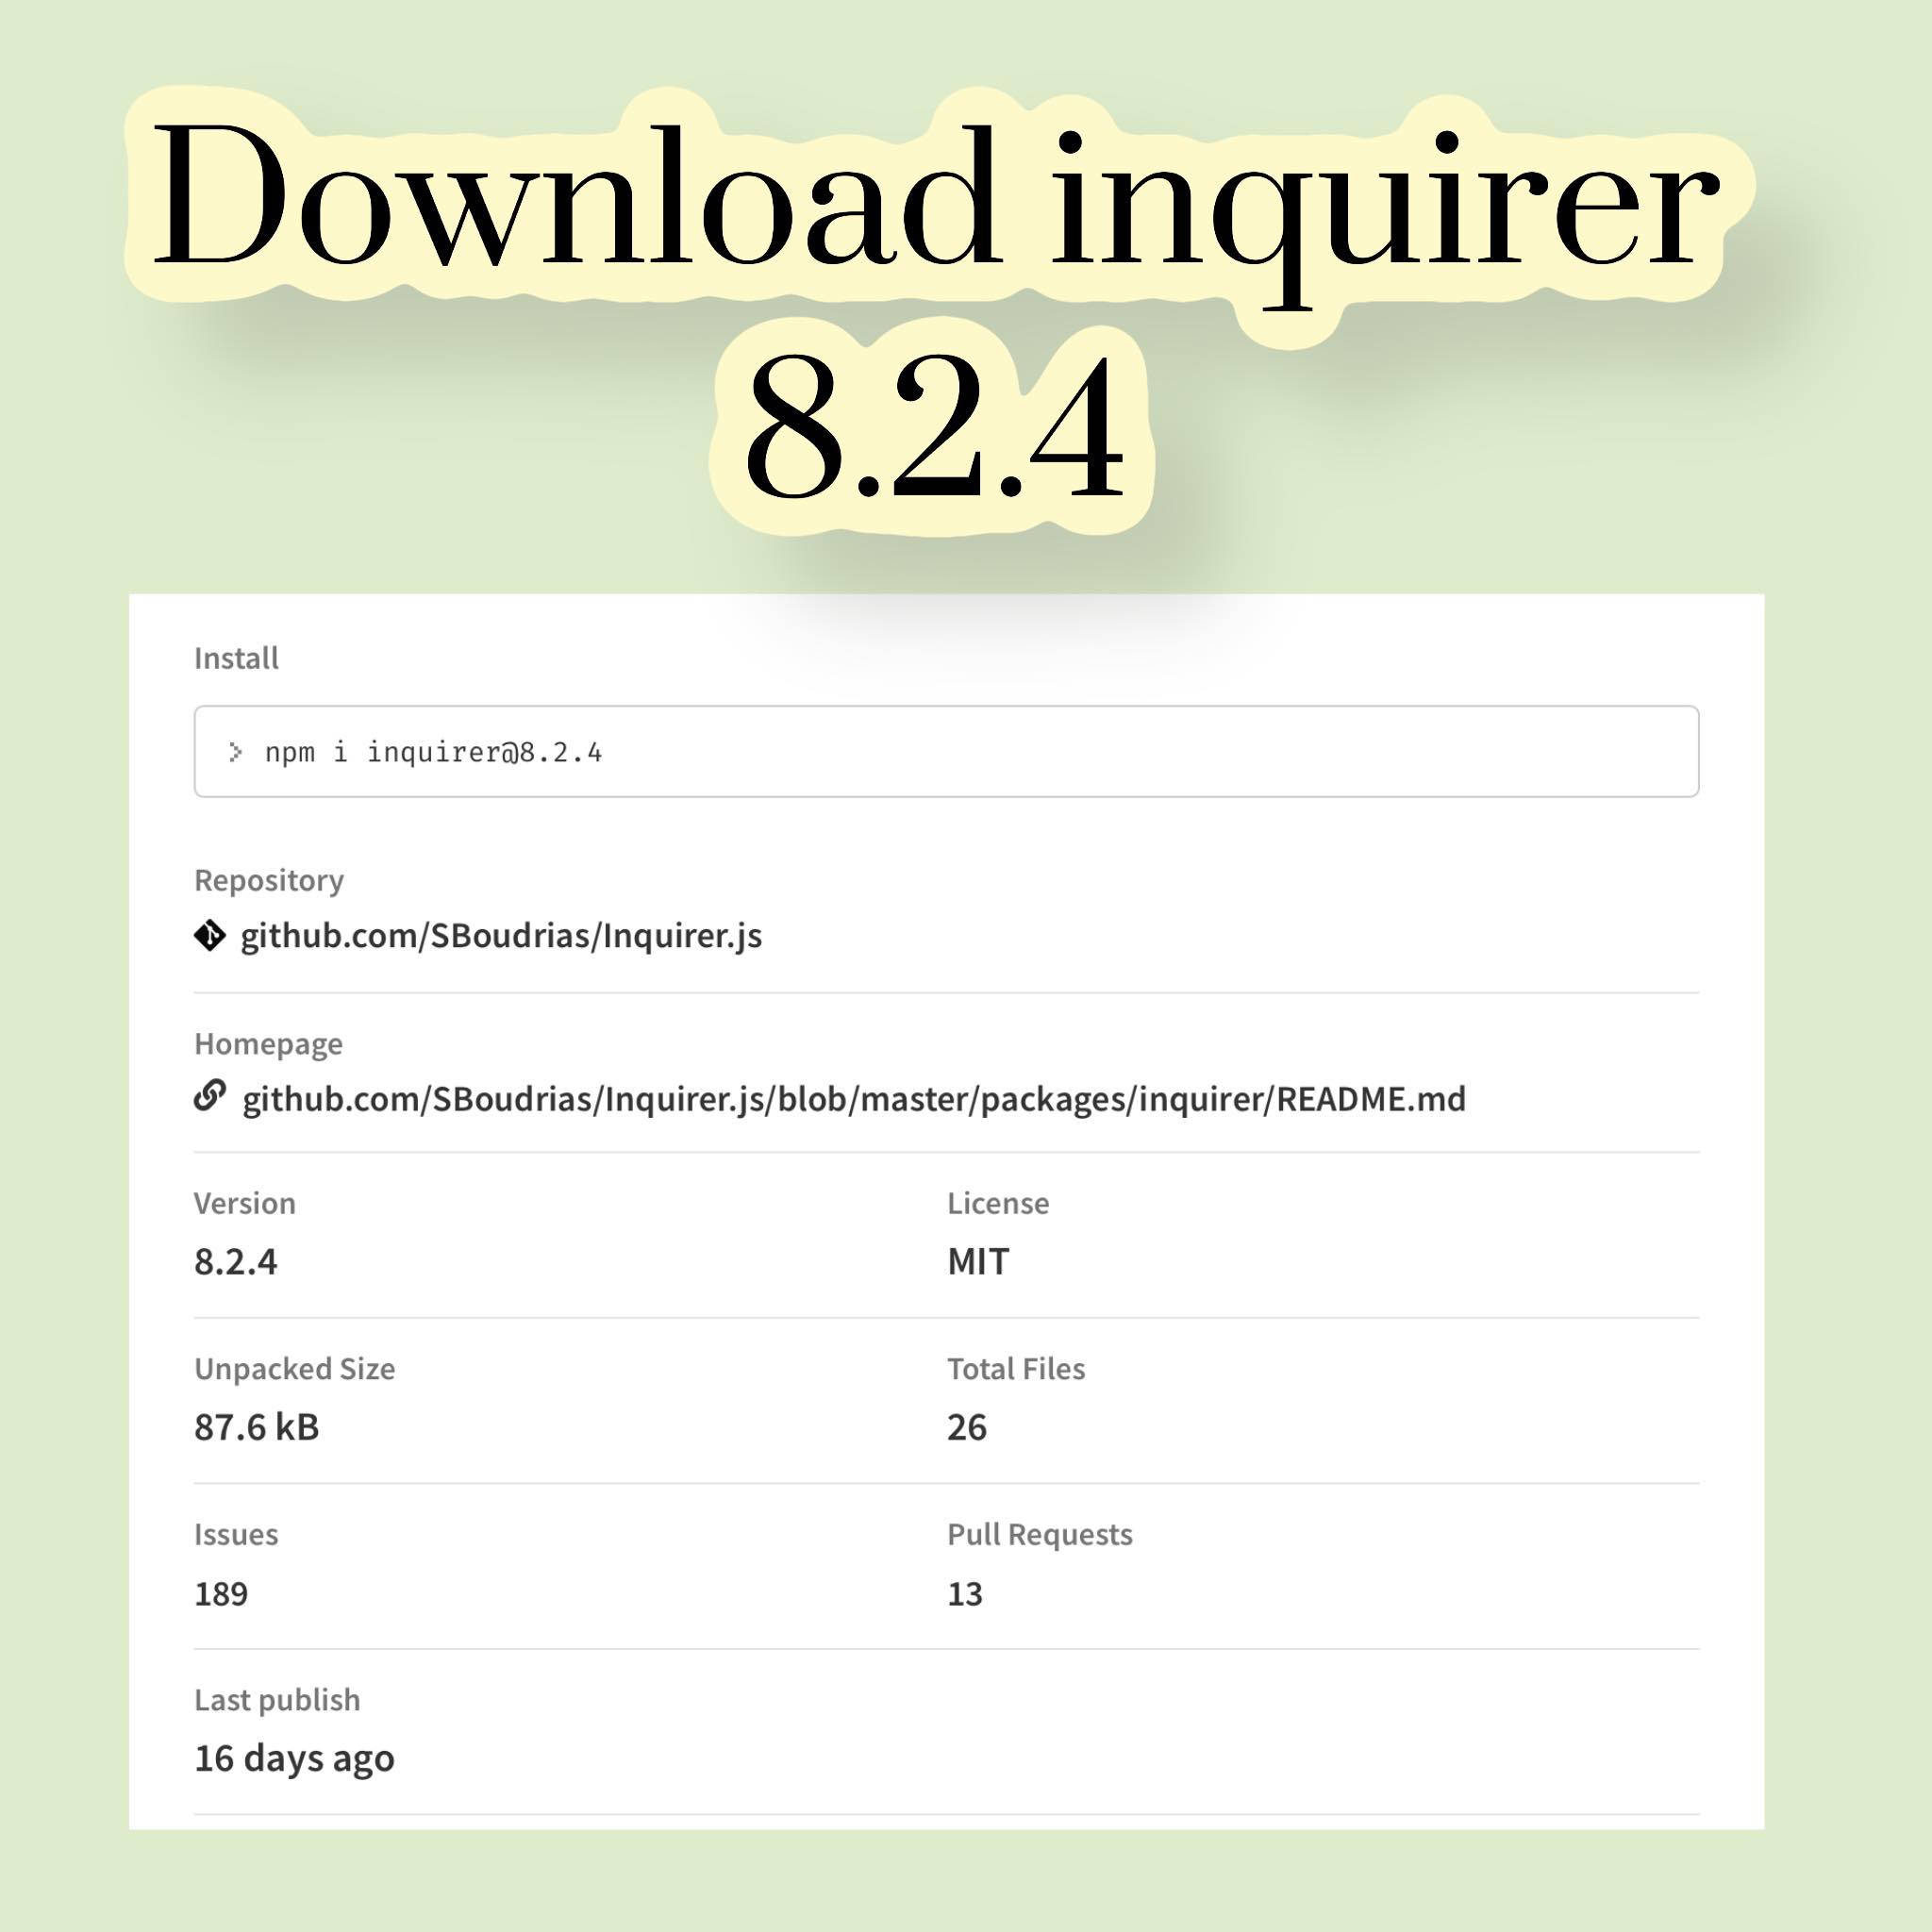 Download inquirer
8.2.4
Install
> npm i inquirer@8.2.4
Repository
github.com/SBoudrias/Inquirer.js
Homepage
github.com/SBoudrias/Inquirer.js/blob/master/packages/inquirer/README.md
Version
License
8.2.4
MIT
Unpacked Size
Total Files
87.6 kB
26
Issues
Pull Requests
189
13
Last publish
16 days ago